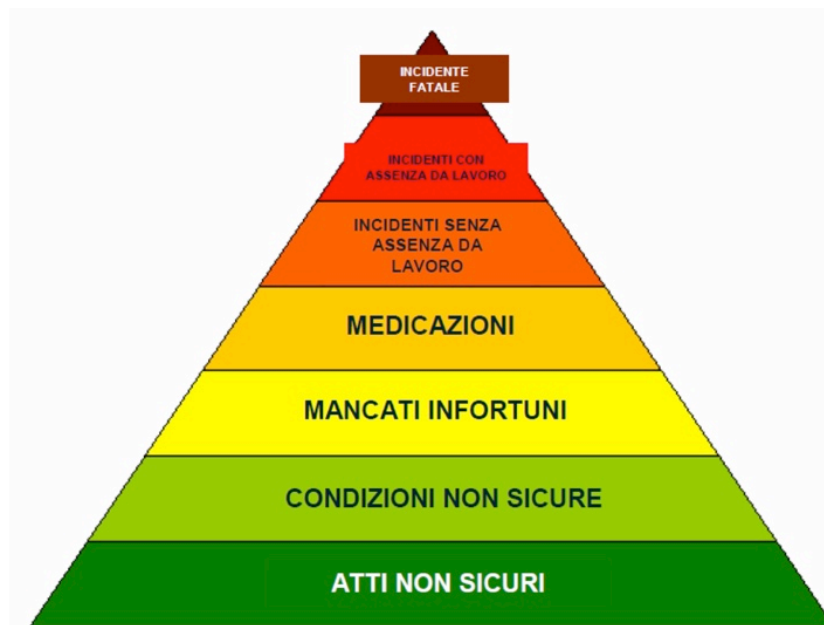 INCIDENTE
FATALE
INCIDENTI CON
ASSENZA DA LAVORO
INCIDENTI SENZA
ASSENZA DA
LAVORO
MEDICAZIONI
MANCATI INFORTUNI
CONDIZIONI NON SICURE
ATTI NON SICURI